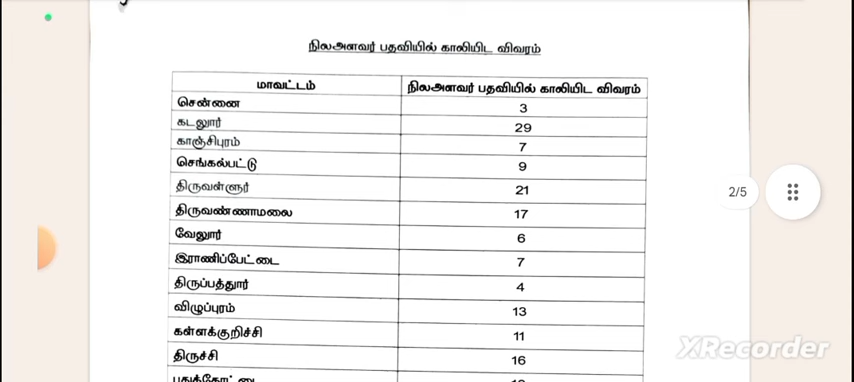 நிலஅளவர் பதவியில் காலியிட விவரம்
மாவட்டம் நிலஅளவர் பதவியில் காலியிட விவரம்
சென்னை 3
கடலூர் 29
காஞ்சிபுரம் 7
செங்கல்பட்டு 9
திருவள்ளூர் 21
திருவண்ணாமலை 17
வேலூர் 6
இராணிப்பேட்டை 7
திருப்பத்தூர் 4
விழுப்புரம் 13
கள்ளக்குறிச்சி 11
திருச்சி 16
2/5
XRecorder